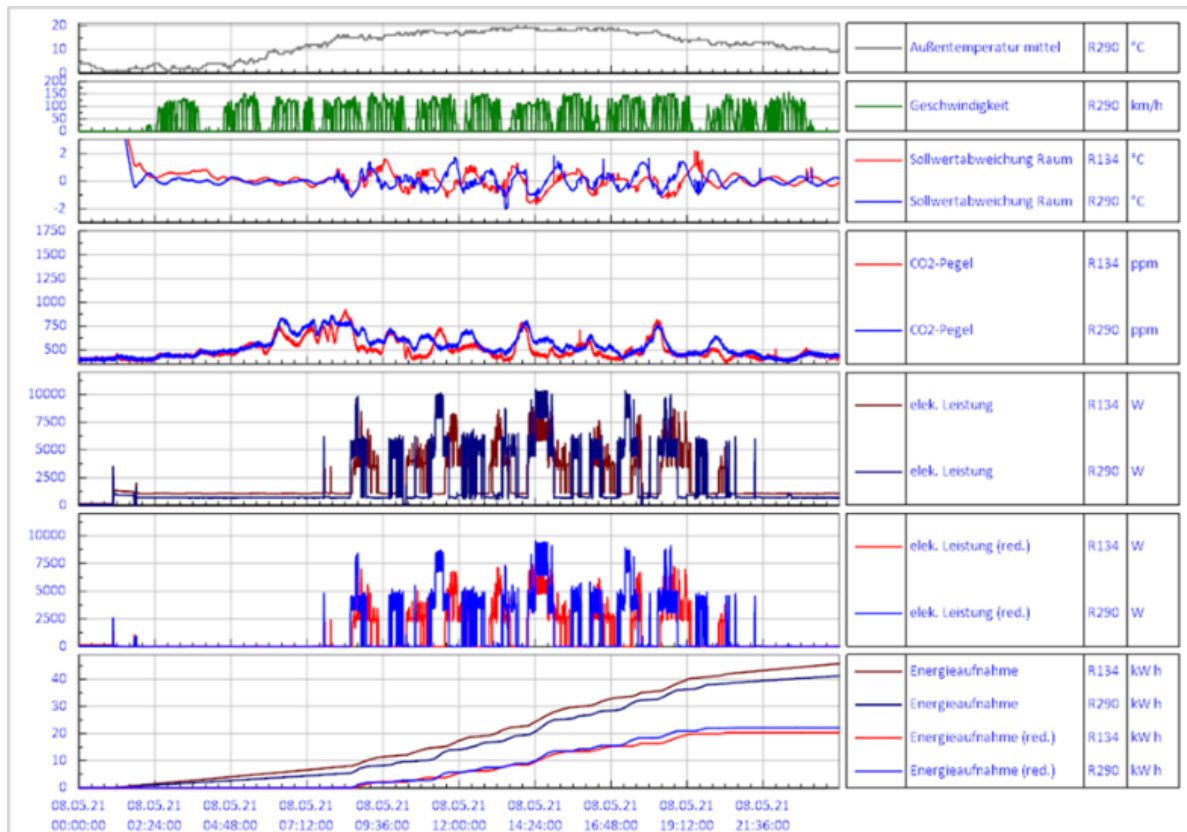 20
10
0
Außentemperatur mittel R290 °C
200
150
100
50
0
Geschwindigkeit R290 km/h
2
0
-2
Sollwertabweichung Raum R134 °C
Sollwertabweichung Raum R290 °C
1750
1500
1250
1000
750
500
CO2-Pegel R134 ppm
CO2-Pegel R290 ppm
10000
7500
5000
2500
0
elek. Leistung R134 W
elek. Leistung R290 W
10000
7500
5000
2500
0
elek. Leistung (red.) R134 W
elek. Leistung (red.) R290 W
40
30
20
10
0
Energieaufnahme R134 kWh
Energieaufnahme R290 kWh
Energieaufnahme (red.) R134 kWh
Energieaufnahme (red.) R290 kWh
08.05.21 08.05.21 08.05.21 08.05.21 08.05.21 08.05.21 08.05.21 08.05.21 08.05.21 08.05.21
00:00:00 02:24:00 04:48:00 07:12:00 09:36:00 12:00:00 14:24:00 16:48:00 19:12:00 21:36:00